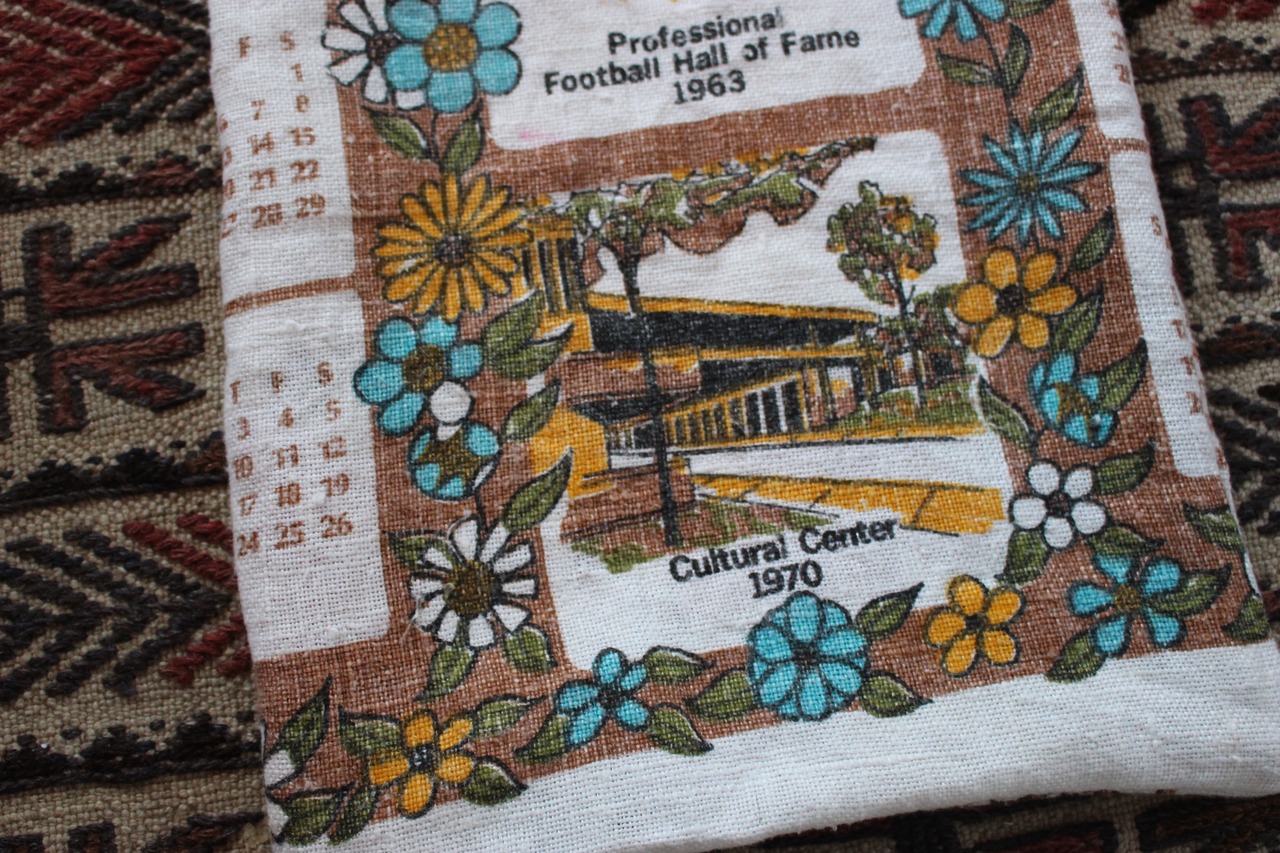 Professional
Football Hall of Fame
1963
F S
1
7 8
14 15
21 22
28 29
T F S
3 4 5
10 11 12
17 18 19
24 25 26
Cultural Center
1970